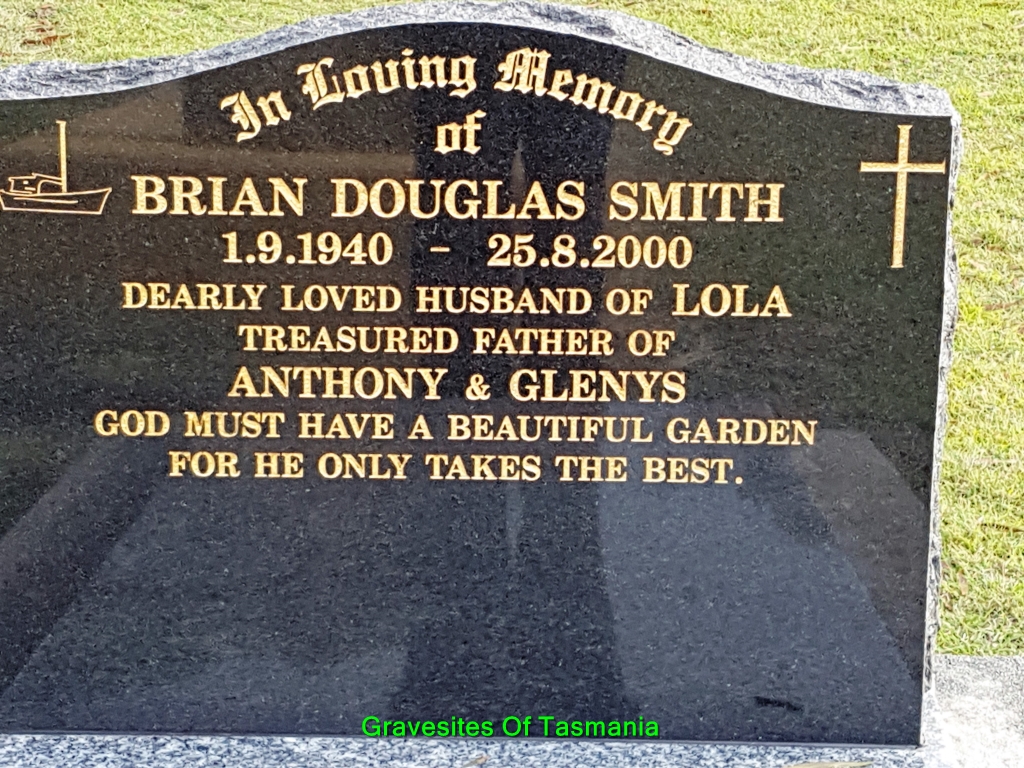 In Loving Memory
of
BRIAN DOUGLAS SMITH
1.9.1940 - 25.8.2000
DEARLY LOVED HUSBAND OF LOLA
TREASURED FATHER OF
ANTHONY & GLENYS
GOD MUST HAVE A BEAUTIFUL GARDEN
FOR HE ONLY TAKES THE BEST.
Gravesites Of Tasmania